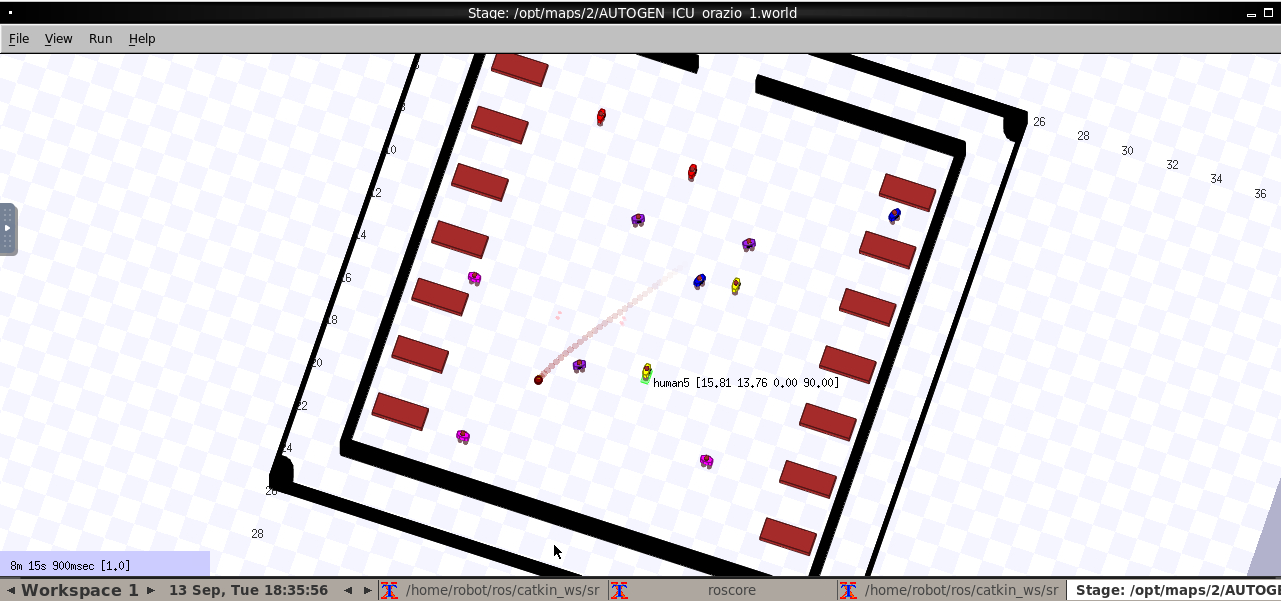 Stage: /opt/maps/2/AUTOGEN_ICU_orazio_1.world
File View Run Help
8
10
12
14
16
18
20
22
24
28
26
28
30
32
34
36
human5 [15.81 13.76 0.00 90.00]
8m 15s 900msec [1.0]
Workspace 1
13 Sep, Tue 18:35:56
/home/robot/ros/catkin_ws/sr
roscore
/home/robot/ros/catkin_ws/sr
Stage: /opt/maps/2/AUTOG